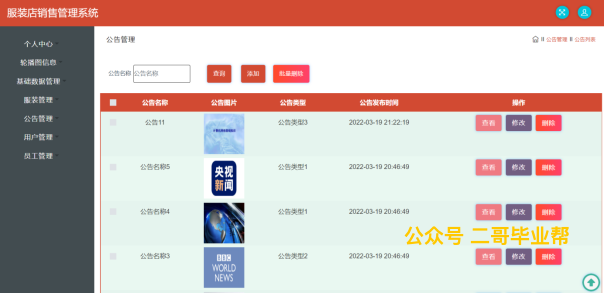 服装店销售管理系统
个人中心
轮播图信息
基础数据管理
服装管理
公告管理
用户管理
员工管理
公告管理
公告管理 公告列表
公告名称 公告名称 查询 添加 批量删除
公告名称 公告图片 公告类型 公告发布时间 操作
公告11 公告类型3 2022-03-19 21:22:19 查看 修改 删除
公告名称5 央视新闻 公告类型1 2022-03-19 20:46:49 查看 修改 删除
公告名称4 公告类型1 2022-03-19 20:46:49 查看 修改 删除
公众号 二哥毕业帮
公告名称3 BBC WORLD NEWS 公告类型2 2022-03-19 20:46:49 查看 修改 删除